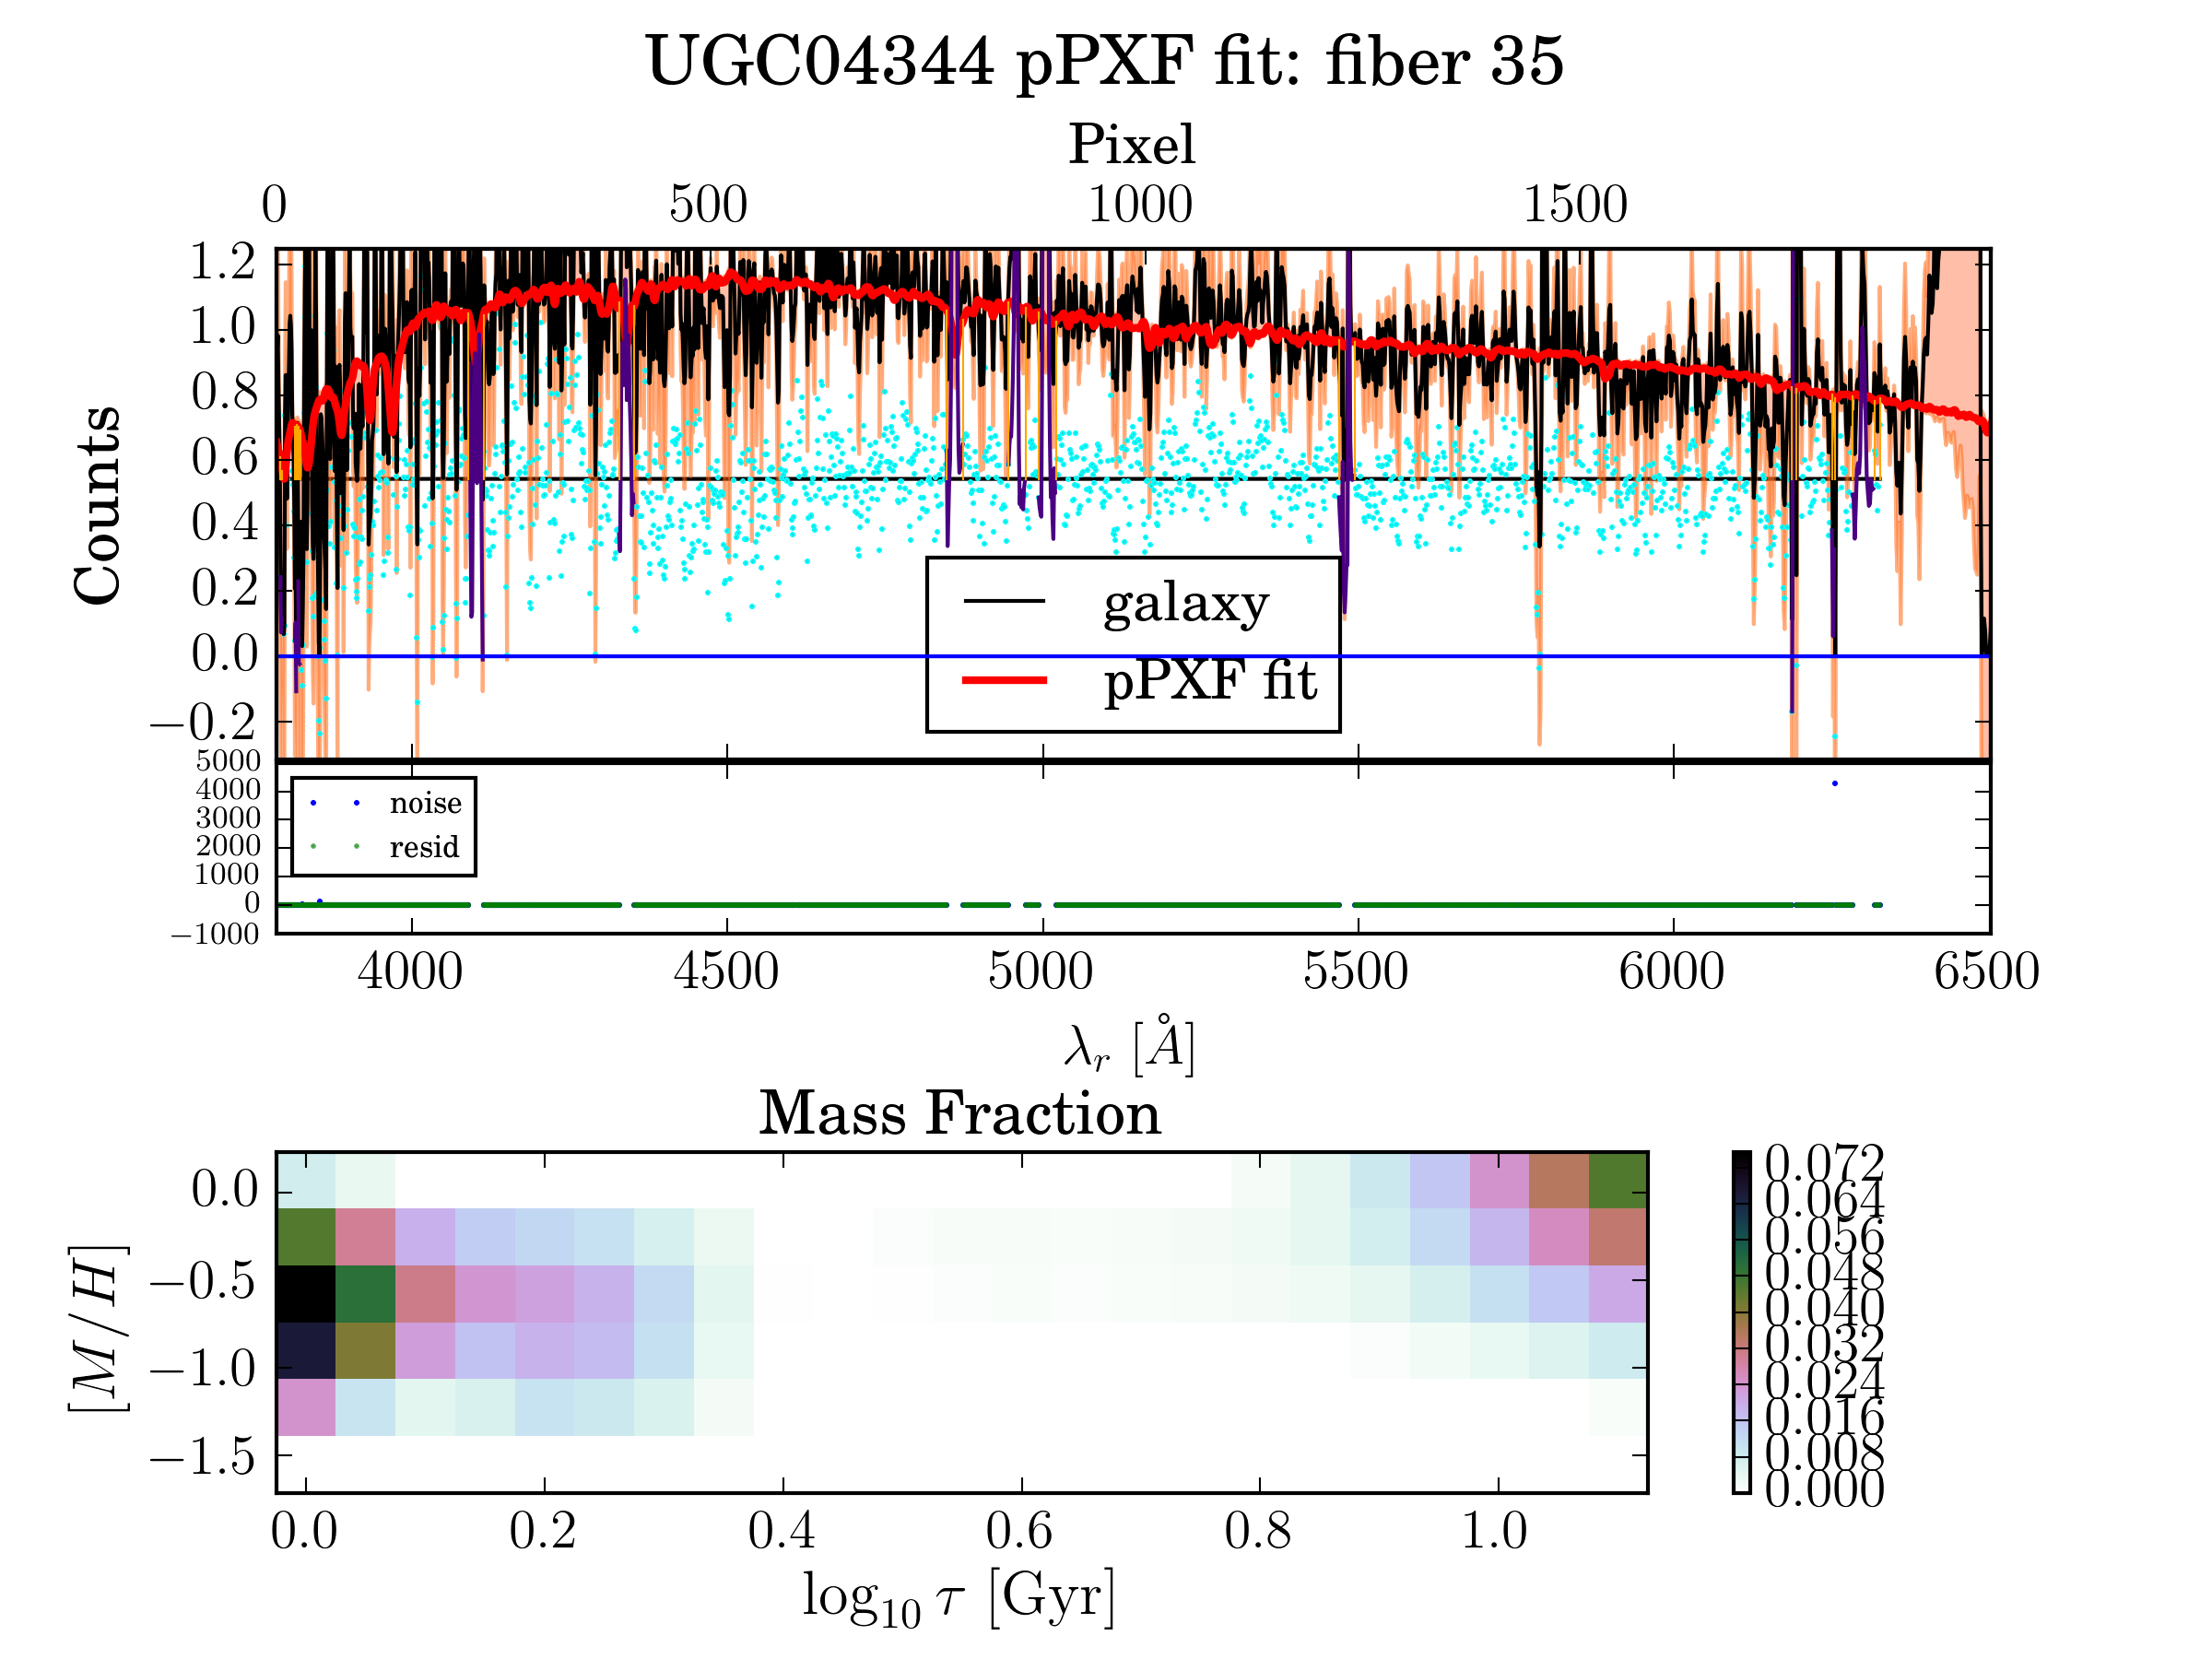 UGC04344 pPXF fit: fiber 35
Pixel
0 500 1000 1500
Counts
1.2
1.0
0.8
0.6
0.4
0.2
0.0
−0.2
galaxy
pPXF fit
5000
4000
3000
2000
1000
0
−1000
noise
resid
4000 4500 5000 5500 6000 6500
λr [Å]
Mass Fraction
[M/H]
0.0
−0.5
−1.0
−1.5
0.0 0.2 0.4 0.6 0.8 1.0
log10 τ [Gyr]
0.072
0.064
0.056
0.048
0.040
0.032
0.024
0.016
0.008
0.000